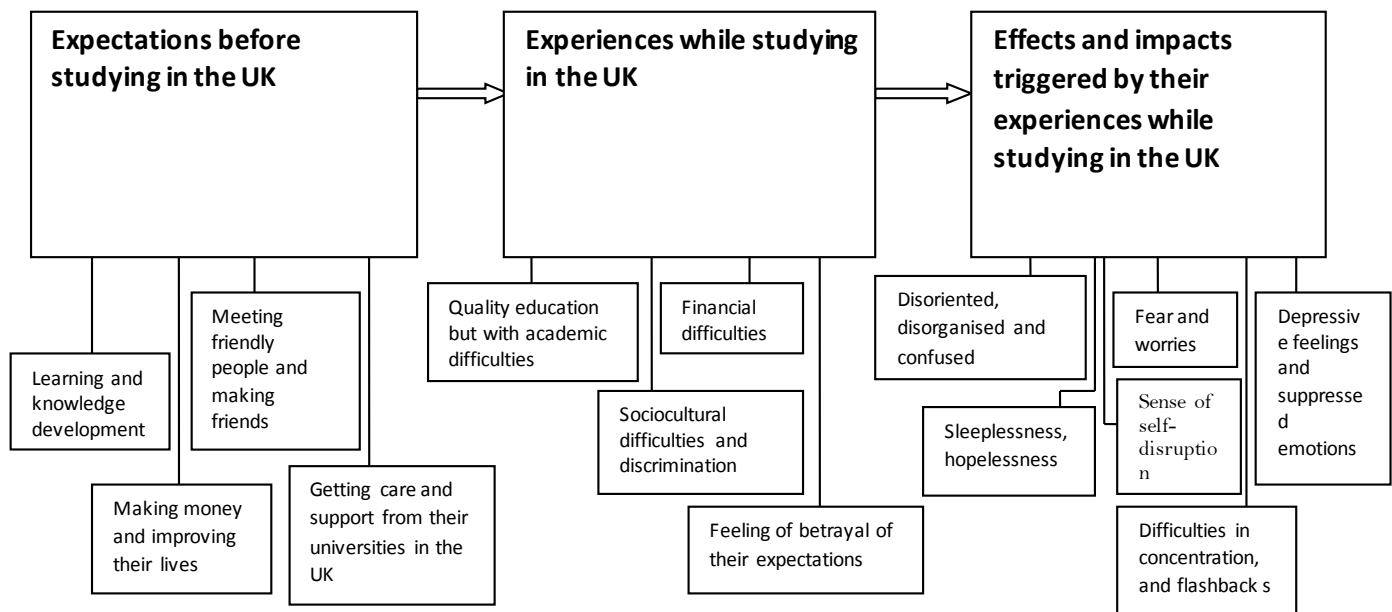 Expectations before
studying in the UK
Experiences while studying
in the UK
Effects and impacts
triggered by their
experiences while
studying in the UK
Learning and
knowledge
development
Making money
and improving
their lives
Meeting
friendly
people and
making
friends
Getting care and
support from their
universities in the
UK
Quality education
but with academic
difficulties
Sociocultural
difficulties and
discrimination
Financial
difficulties
Feeling of betrayal of
their expectations
Disoriented,
disorganised and
confused
Sleeplessness,
hopelessness
Fear and
worries
Sense of
self-
disruptio
n
Difficulties in
concentration,
and flashback s
Depressiv
e feelings
and
suppresse
d
emotions